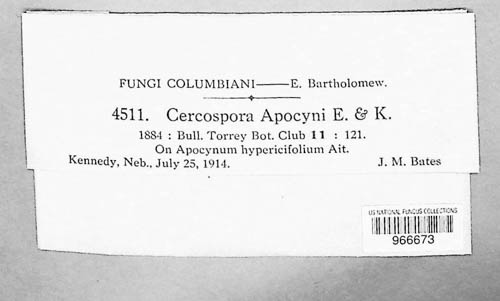 FUNGI COLUMBIANI—E. Bartholomew.
4511. Cercospora Apocyni E. & K.
1884 : Bull. Torrey Bot. Club 11 : 121.
On Apocynum hypericifolium Ait.
Kennedy, Neb., July 25, 1914. J. M. Bates
US NATIONAL FUNGUS COLLECTIONS
966673